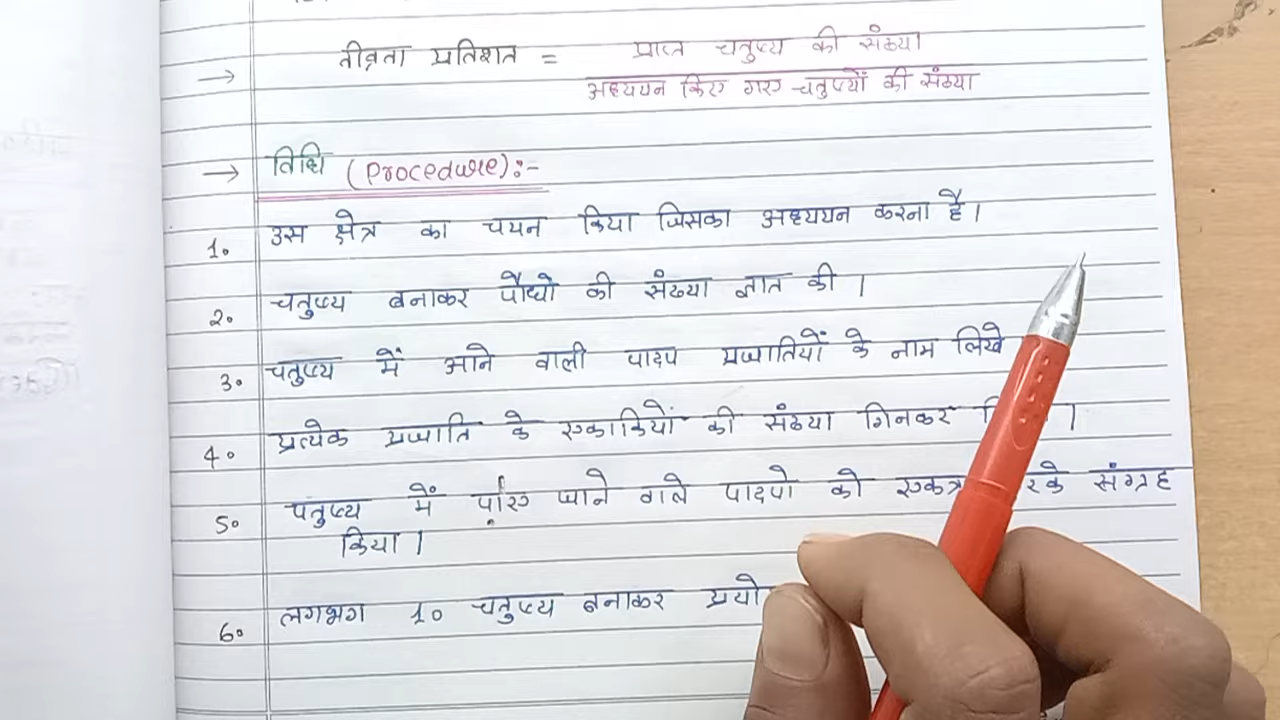 → तीव्रता प्रतिशत = प्राप्त चतुष्य की संख्या
अध्ययन किए गए चतुष्यों की संख्या
→ विधि (Procedure):-
1. उस क्षेत्र का चयन किया जिसका अध्ययन करना है।
2. चतुष्य बनाकर पौधो की संख्या ज्ञात की ।
3. चतुष्य में आने वाली पादप प्रजातियों के नाम लिखे
4. प्रत्येक प्रजाति के एकाकियों की संख्या गिनकर ।
5. चतुष्य में पाए जाने वाले पादपो को एकत्र रके संग्रह
किया ।
6. लगभग 10 चतुष्य बनाकर प्रयो